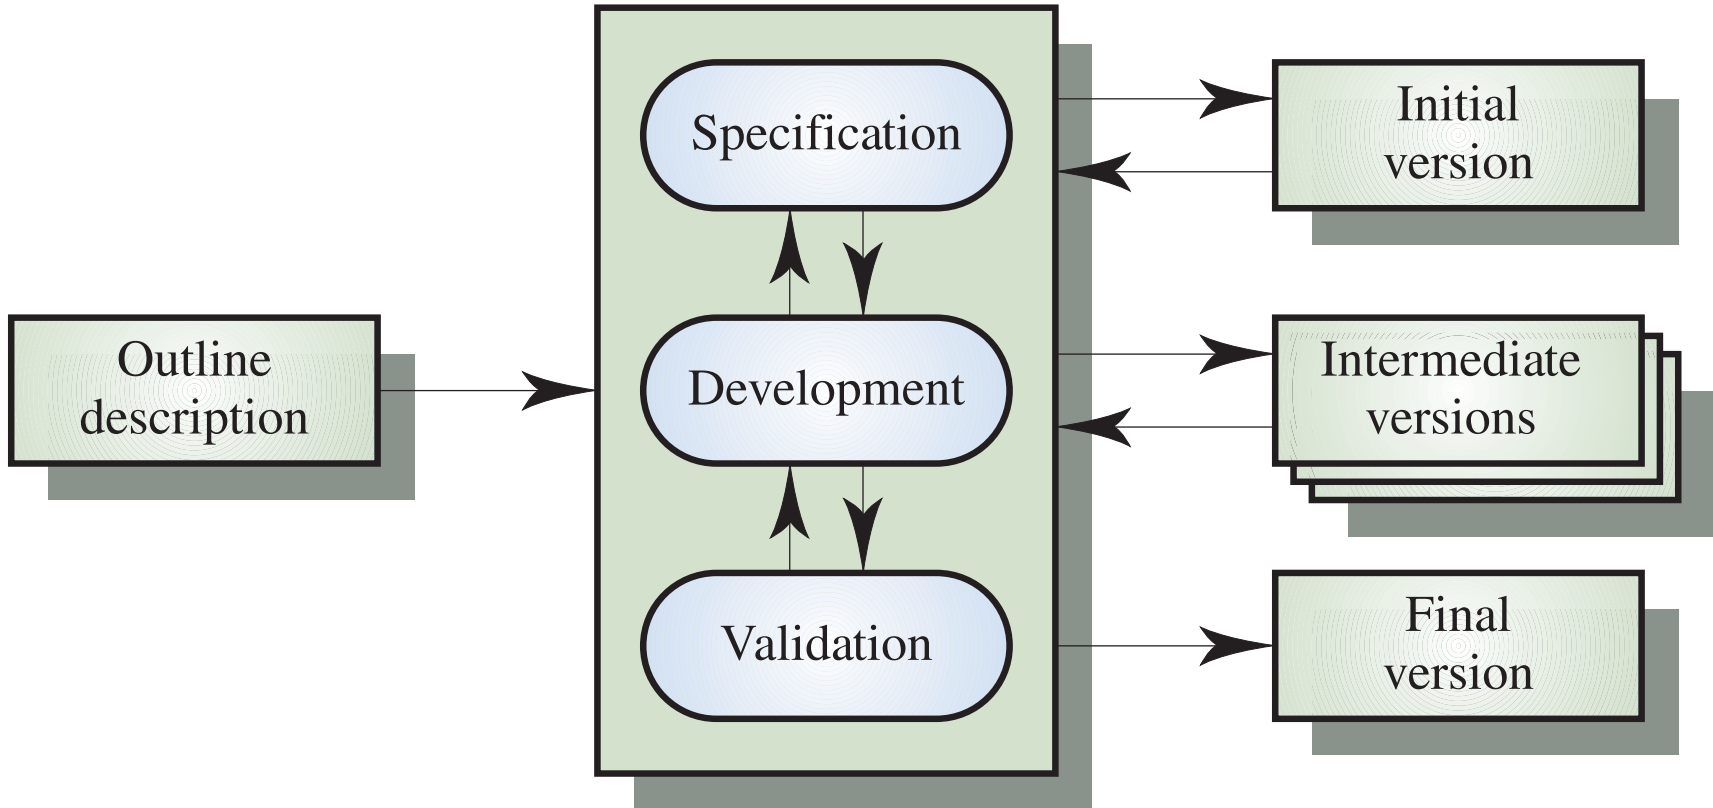 Outline
description
Specification
Development
Validation
Initial
version
Intermediate
versions
Final
version